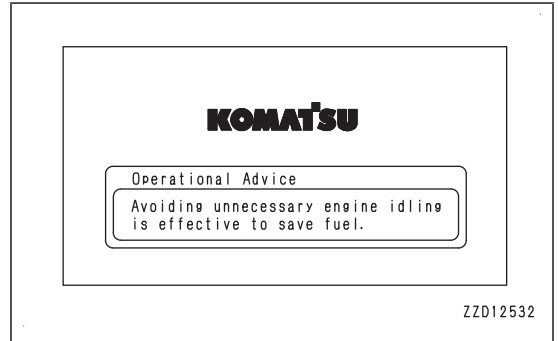 KOMATSU
Operational Advice
Avoiding unnecessary engine idling
is effective to save fuel.
ZZD12532